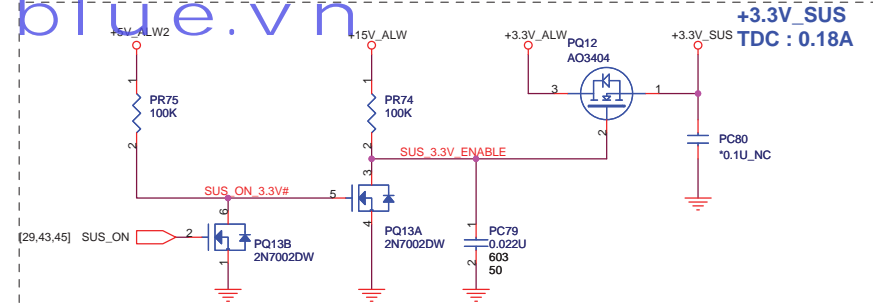 blue.vn
+3.3V_SUS
TDC : 0.18A
+5V_ALW2
+15V_ALW
+3.3V_ALW
+3.3V_SUS
PQ12
AO3404
3
1
2
1
PR75
100K
2
1
PR74
100K
2
PC80
*0.1U_NC
SUS_3.3V_ENABLE
SUS_ON_3.3V#
3
5
4
PQ13A
2N7002DW
6
[29,43,45]
SUS_ON
2
1
PQ13B
2N7002DW
1
PC79
0.022U
603
50
2